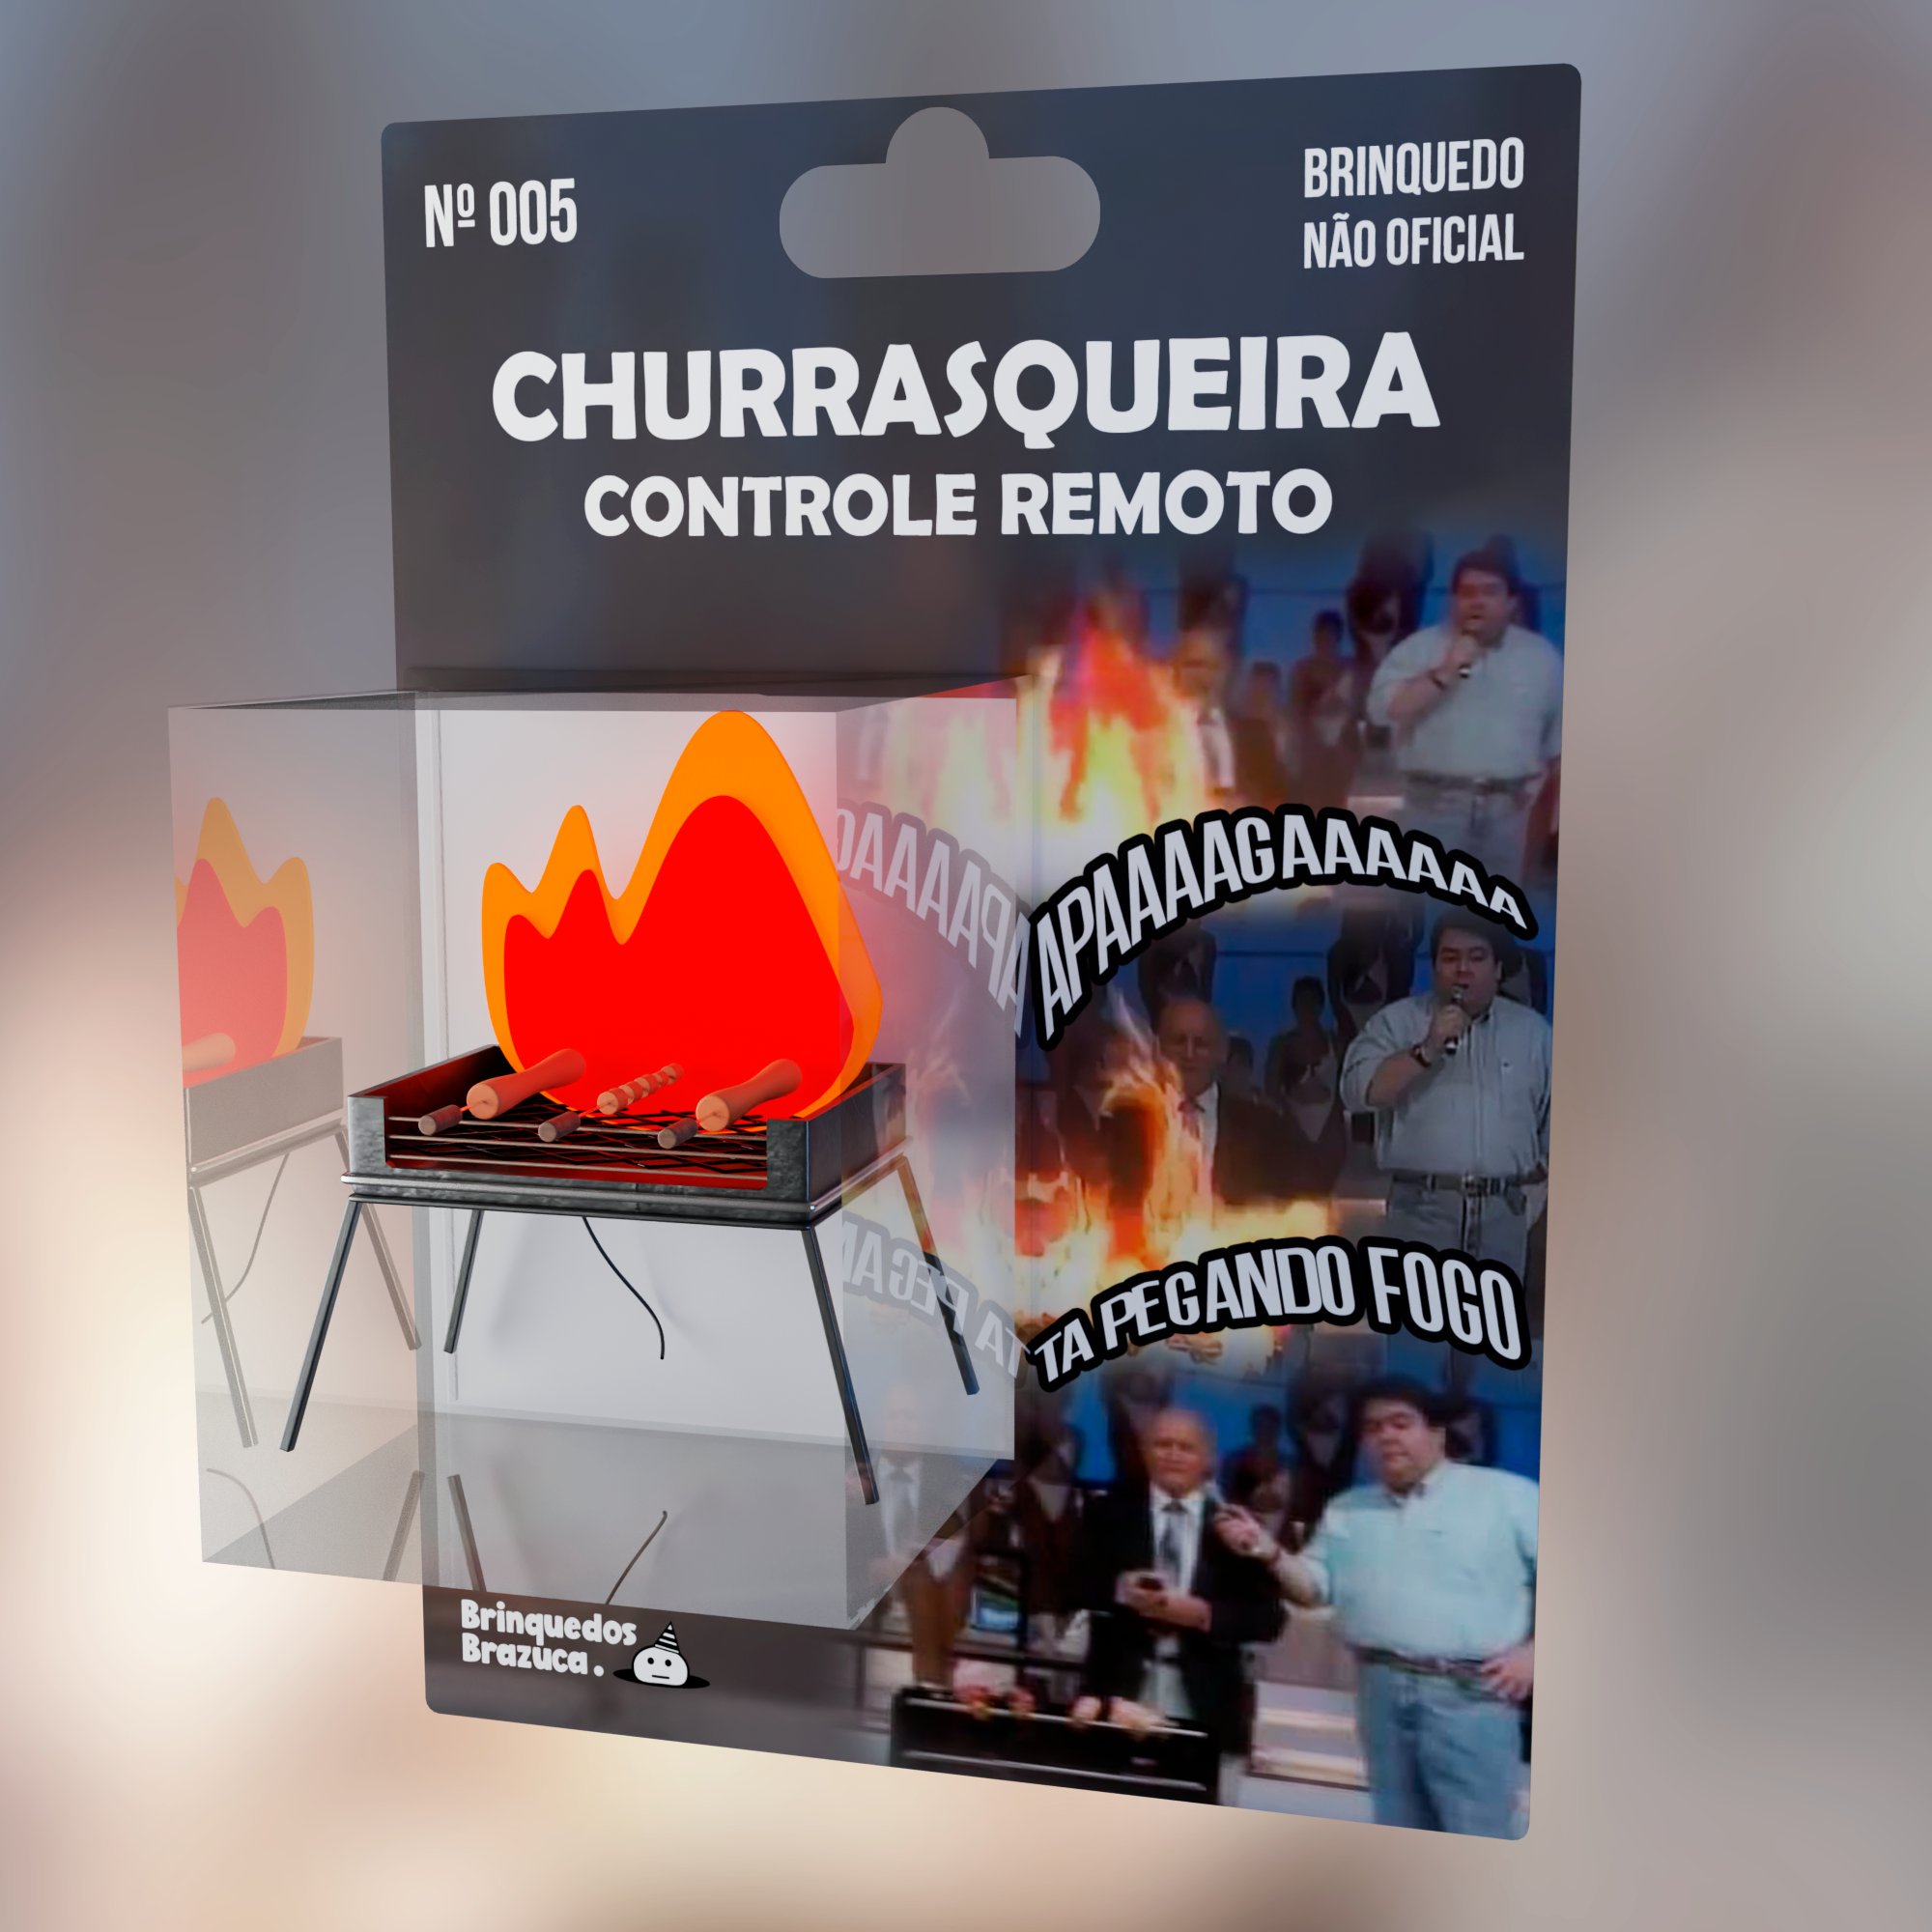 Nº 005
BRINQUEDO
NÃO OFICIAL
CHURRASQUEIRA
CONTROLE REMOTO
APAAAAGAAAAAA
TA PEGANDO FOGO
Brinquedos
Brazuca.